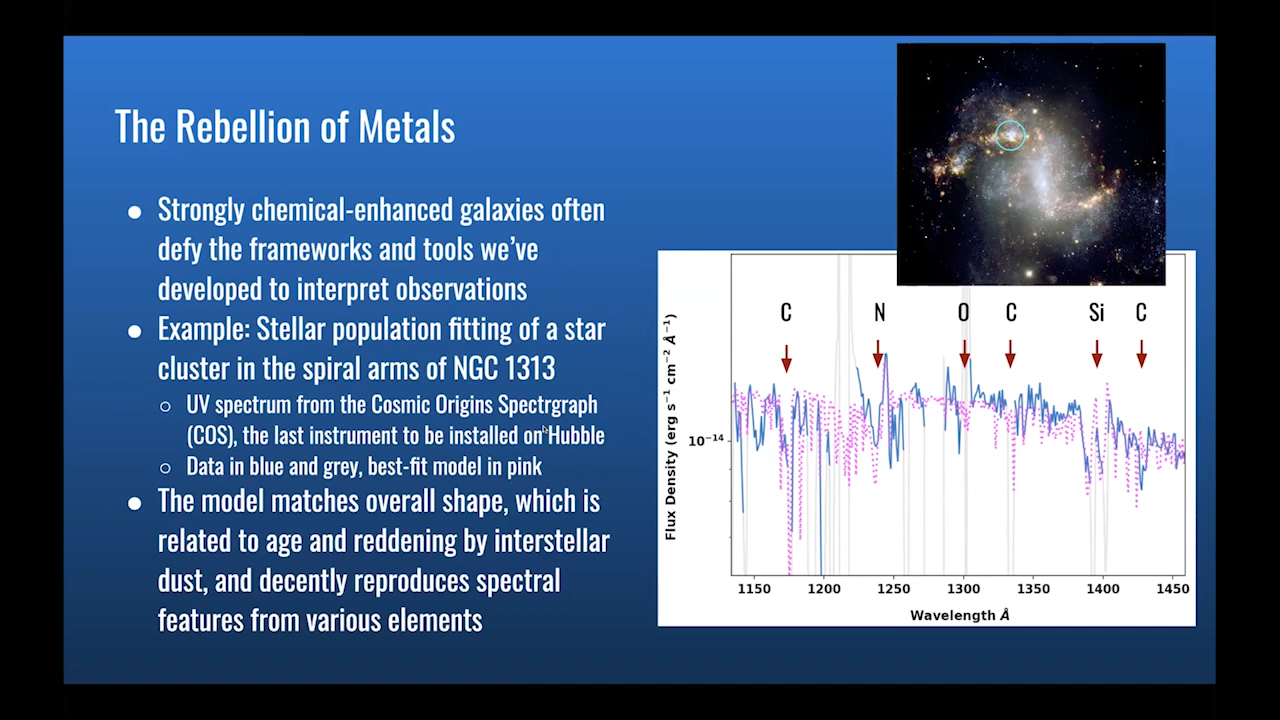 The Rebellion of Metals
● Strongly chemical-enhanced galaxies often
defy the frameworks and tools we've
developed to interpret observations
● Example: Stellar population fitting of a star
cluster in the spiral arms of NGC 1313
○ UV spectrum from the Cosmic Origins Spectrgraph
(COS), the last instrument to be installed on Hubble
○ Data in blue and grey, best-fit model in pink
● The model matches overall shape, which is
related to age and reddening by interstellar
dust, and decently reproduces spectral
features from various elements
C N O C Si C
Flux Density (erg s⁻¹ cm⁻² Å⁻¹)
10⁻¹⁴
1150 1200 1250 1300 1350 1400 1450
Wavelength Å